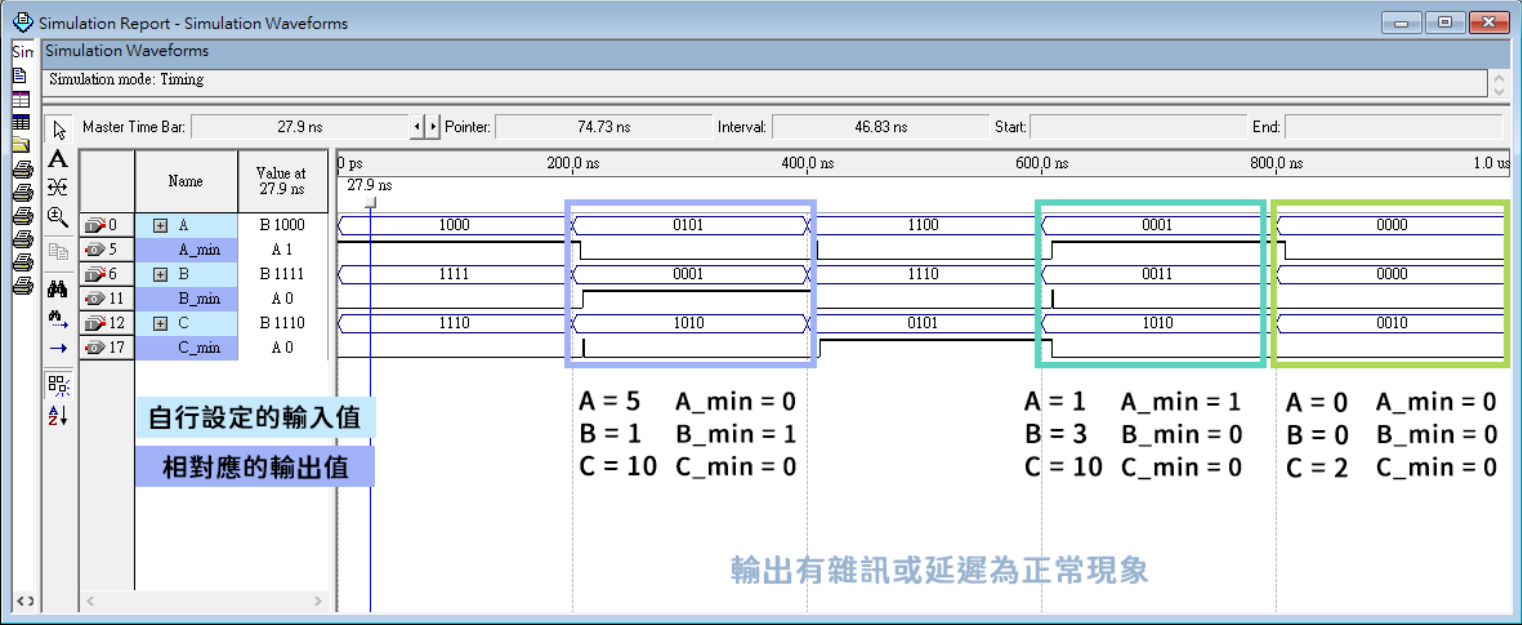 Simulation Report - Simulation Waveforms
Sim Simulation Waveforms
Simulation mode: Timing
Master Time Bar: 27.9 ns Pointer: 74.73 ns Interval: 46.83 ns Start: End:
Name Value at 27.9 ns 0 ps 200.0 ns 400.0 ns 600.0 ns 800.0 ns 1.0 us
27.9 ns
0 A B 1000 1000 0101 1100 0001 0000
5 A_min A 1
6 B B 1111 1111 0001 1110 0011 0000
11 B_min A 0
12 C B 1110 1110 1010 0101 1010 0010
17 C_min A 0
自行設定的輸入值
相對應的輸出值
A = 5 A_min = 0
B = 1 B_min = 1
C = 10 C_min = 0
A = 1 A_min = 1
B = 3 B_min = 0
C = 10 C_min = 0
A = 0 A_min = 0
B = 0 B_min = 0
C = 2 C_min = 0
輸出有雜訊或延遲為正常現象